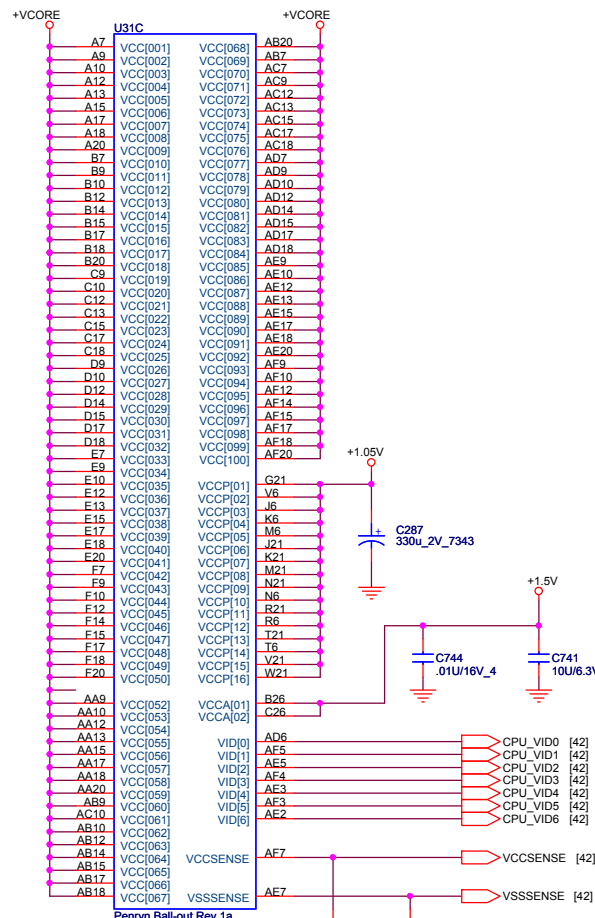 +VCORE +VCORE
U31C
A7 VCC[001] VCC[068] AB20
A9 VCC[002] VCC[069] AB7
A10 VCC[003] VCC[070] AC7
A12 VCC[004] VCC[071] AC9
A13 VCC[005] VCC[072] AC12
A15 VCC[006] VCC[073] AC13
A17 VCC[007] VCC[074] AC15
A18 VCC[008] VCC[075] AC17
A20 VCC[009] VCC[076] AC18
B7 VCC[010] VCC[077] AD7
B9 VCC[011] VCC[078] AD9
B10 VCC[012] VCC[079] AD10
B12 VCC[013] VCC[080] AD12
B14 VCC[014] VCC[081] AD14
B15 VCC[015] VCC[082] AD15
B17 VCC[016] VCC[083] AD17
B18 VCC[017] VCC[084] AD18
B20 VCC[018] VCC[085] AE9
C9 VCC[019] VCC[086] AE10
C10 VCC[020] VCC[087] AE12
C12 VCC[021] VCC[088] AE13
C13 VCC[022] VCC[089] AE15
C15 VCC[023] VCC[090] AE17
C17 VCC[024] VCC[091] AE18
C18 VCC[025] VCC[092] AE20
D9 VCC[026] VCC[093] AF9
D10 VCC[027] VCC[094] AF10
D12 VCC[028] VCC[095] AF12
D14 VCC[029] VCC[096] AF14
D15 VCC[030] VCC[097] AF15
D17 VCC[031] VCC[098] AF17
D18 VCC[032] VCC[099] AF18
E7 VCC[033] VCC[100] AF20
E9 VCC[034]
+1.05V
E10 VCC[035] VCCP[01] G21
E12 VCC[036] VCCP[02] V6
E13 VCC[037] VCCP[03] J6
E15 VCC[038] VCCP[04] K6
E17 VCC[039] VCCP[05] M6
E18 VCC[040] VCCP[06] J21
E20 VCC[041] VCCP[07] K21
F7 VCC[042] VCCP[08] M21
F9 VCC[043] VCCP[09] N21
F10 VCC[044] VCCP[10] N6
F12 VCC[045] VCCP[11] R21
F14 VCC[046] VCCP[12] R6
F15 VCC[047] VCCP[13] T21
F17 VCC[048] VCCP[14] T6
F18 VCC[049] VCCP[15] V21
F20 VCC[050] VCCP[16] W21
+
C287
330u_2V_7343
+1.5V
C744
.01U/16V_4
C741
10U/6.3V
AA9 VCC[052] VCCA[01] B26
AA10 VCC[053] VCCA[02] C26
AA12 VCC[054]
AA13 VCC[055] VID[0] AD6 CPU_VID0 [42]
AA15 VCC[056] VID[1] AF5 CPU_VID1 [42]
AA17 VCC[057] VID[2] AE5 CPU_VID2 [42]
AA18 VCC[058] VID[3] AF4 CPU_VID3 [42]
AA20 VCC[059] VID[4] AE3 CPU_VID4 [42]
AB9 VCC[060] VID[5] AF3 CPU_VID5 [42]
AC10 VCC[061] VID[6] AE2 CPU_VID6 [42]
AB10 VCC[062]
AB12 VCC[063]
AB14 VCC[064] VCCSENSE AF7 VCCSENSE [42]
AB15 VCC[065]
AB17 VCC[066]
AB18 VCC[067] VSSSENSE AE7 VSSSENSE [42]
Penryn Ball-out Rev 1a